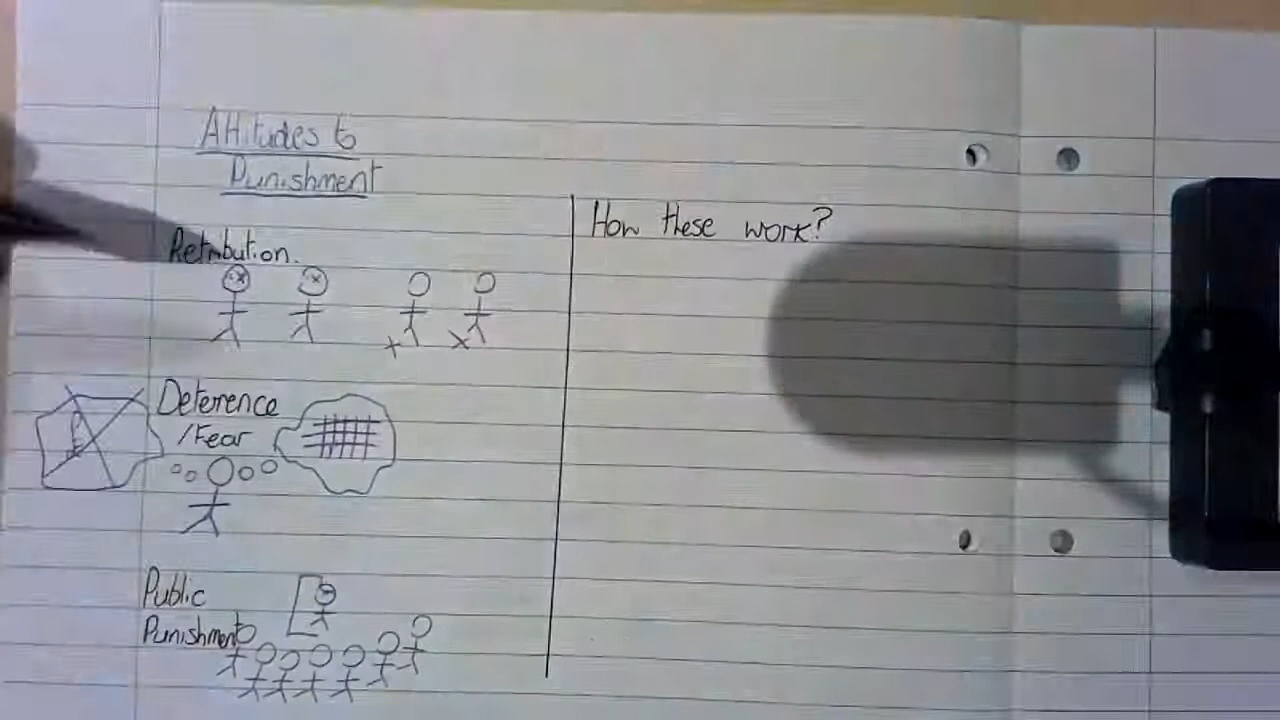 Attitudes to
Punishment
Retribution.
How these work?
Deterence
/Fear
Public
Punishment